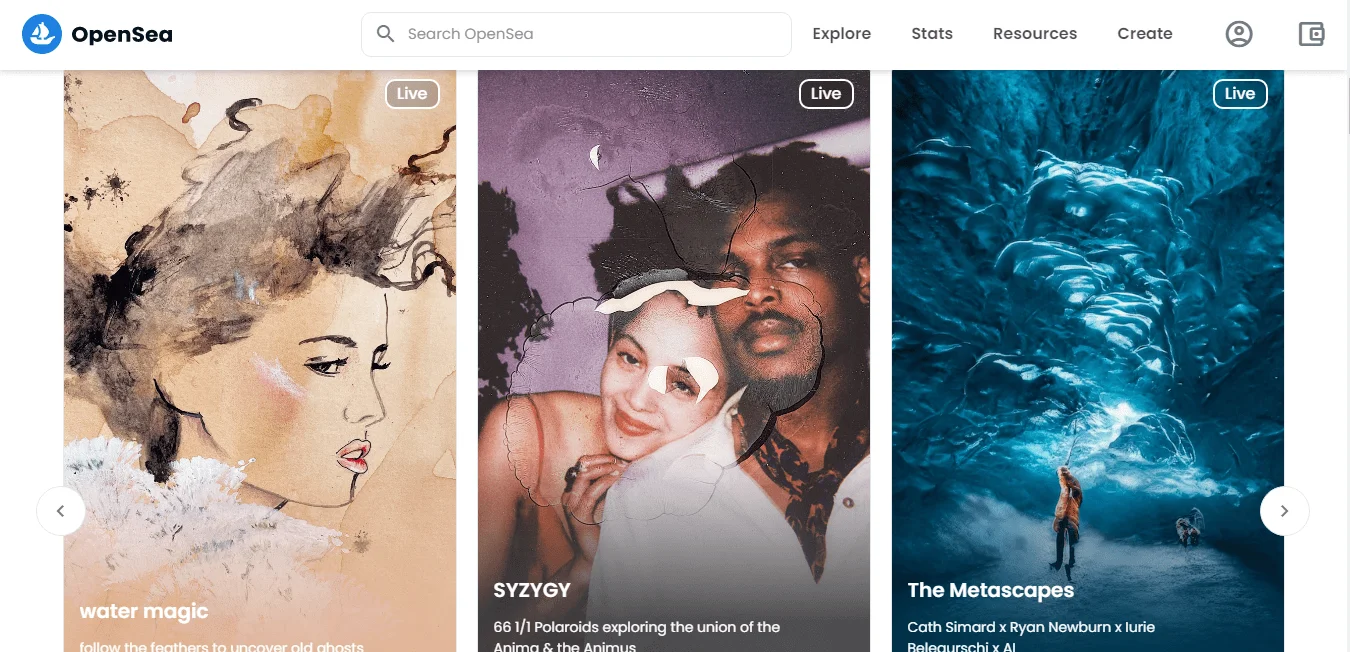 OpenSea
Search OpenSea
Explore
Stats
Resources
Create
Live
Live
Live
water magic
follow the feathers to uncover old ghosts
SYZYGY
66 1/1 Polaroids exploring the union of the
Anima & the Animus
The Metascapes
Cath Simard x Ryan Newburn x Iurie
Belegurschi x AI